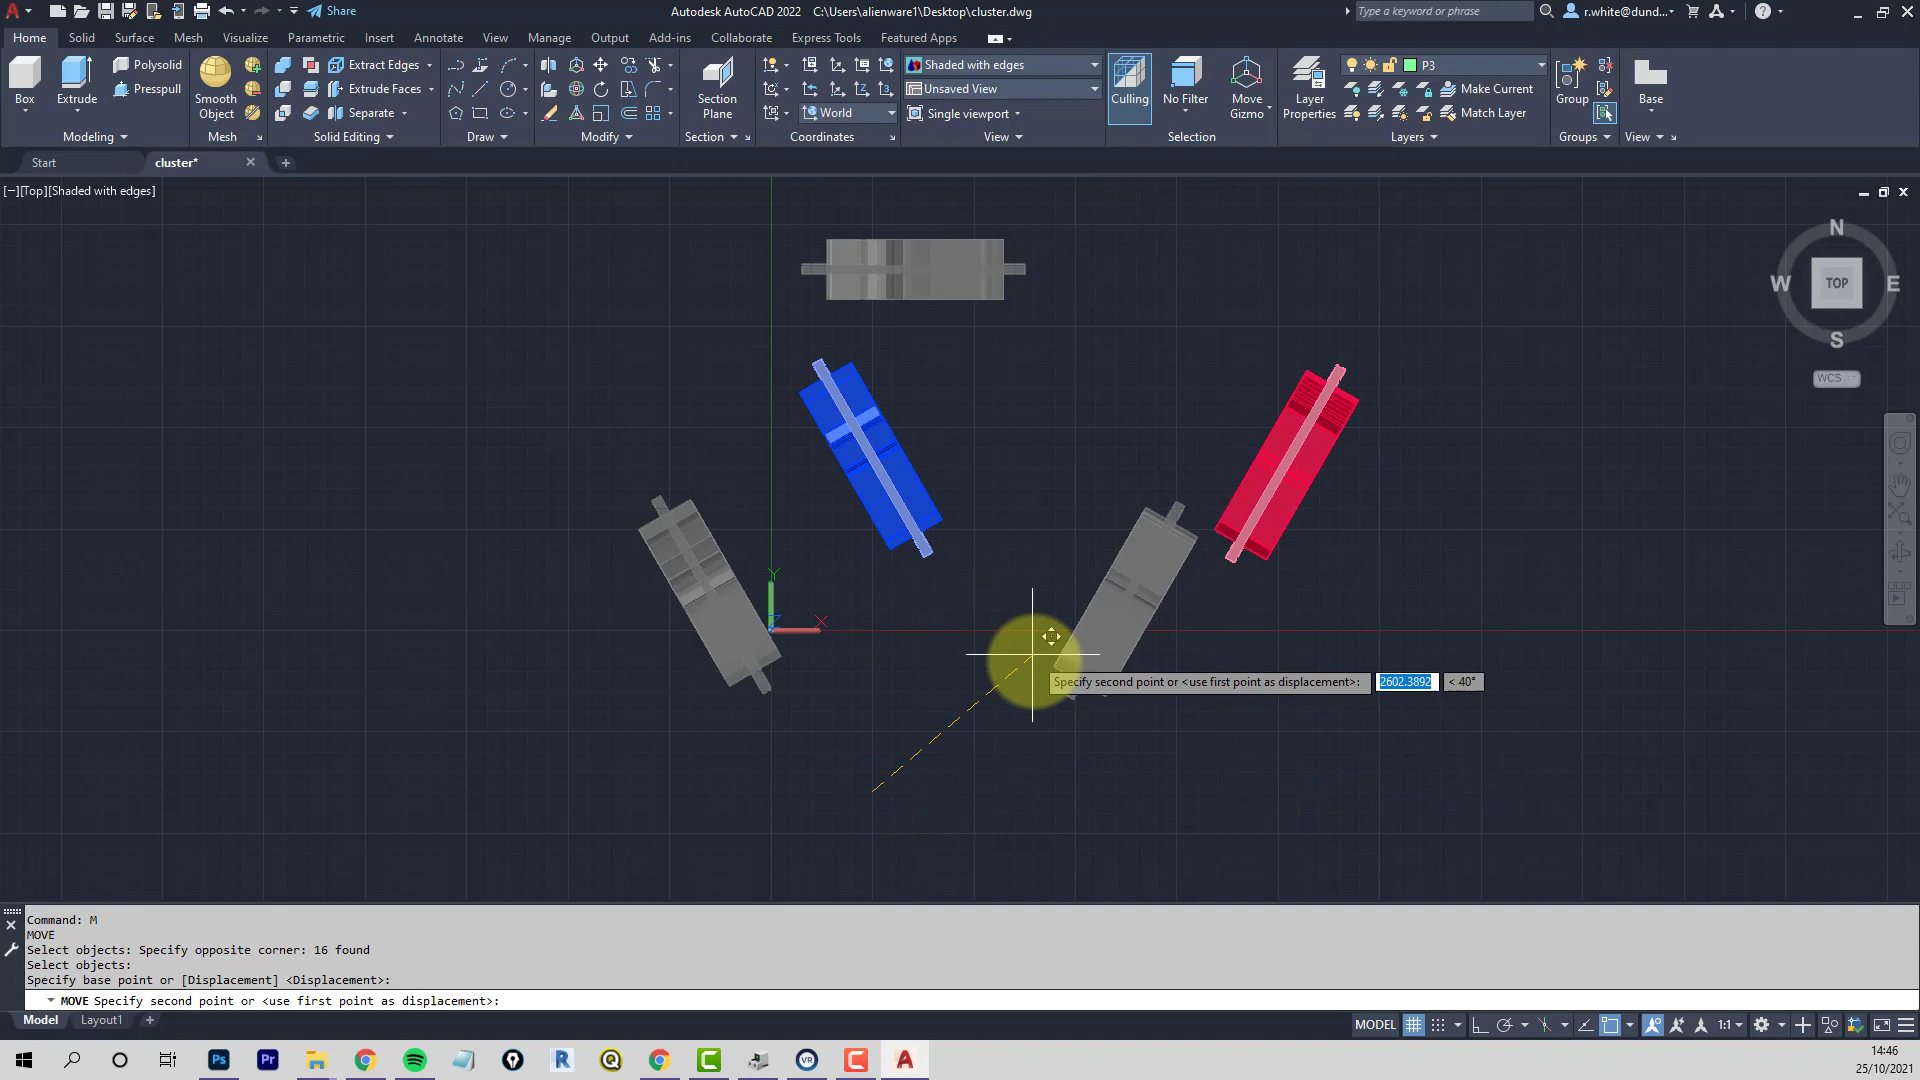 Share
Autodesk AutoCAD 2022 C:\Users\alienware1\Desktop\cluster.dwg
Type a keyword or phrase
r.white@dund...
Home Solid Surface Mesh Visualize Parametric Insert Annotate View Manage Output Add-ins Collaborate Express Tools Featured Apps
Box
Extrude
Polysolid
Presspull
Modeling
Smooth Object
Mesh
Extract Edges
Extrude Faces
Separate
Solid Editing
Draw
Modify
Section Plane
Section
World
Coordinates
Shaded with edges
Unsaved View
Single viewport
View
Culling
No Filter
Move Gizmo
Selection
Layer Properties
P3
Make Current
Match Layer
Layers
Group
Groups
Base
View
Start cluster*
[−][Top][Shaded with edges]
N
W TOP E
S
WCS
Y
Z X
Specify second point or <use first point as displacement>: 2602.3892 < 40°
Command: M
MOVE
Select objects: Specify opposite corner: 16 found
Select objects:
Specify base point or [Displacement] <Displacement>:
MOVE Specify second point or <use first point as displacement>:
Model Layout1
MODEL 1:1
Ps Pr R VR A
14:46
25/10/2021